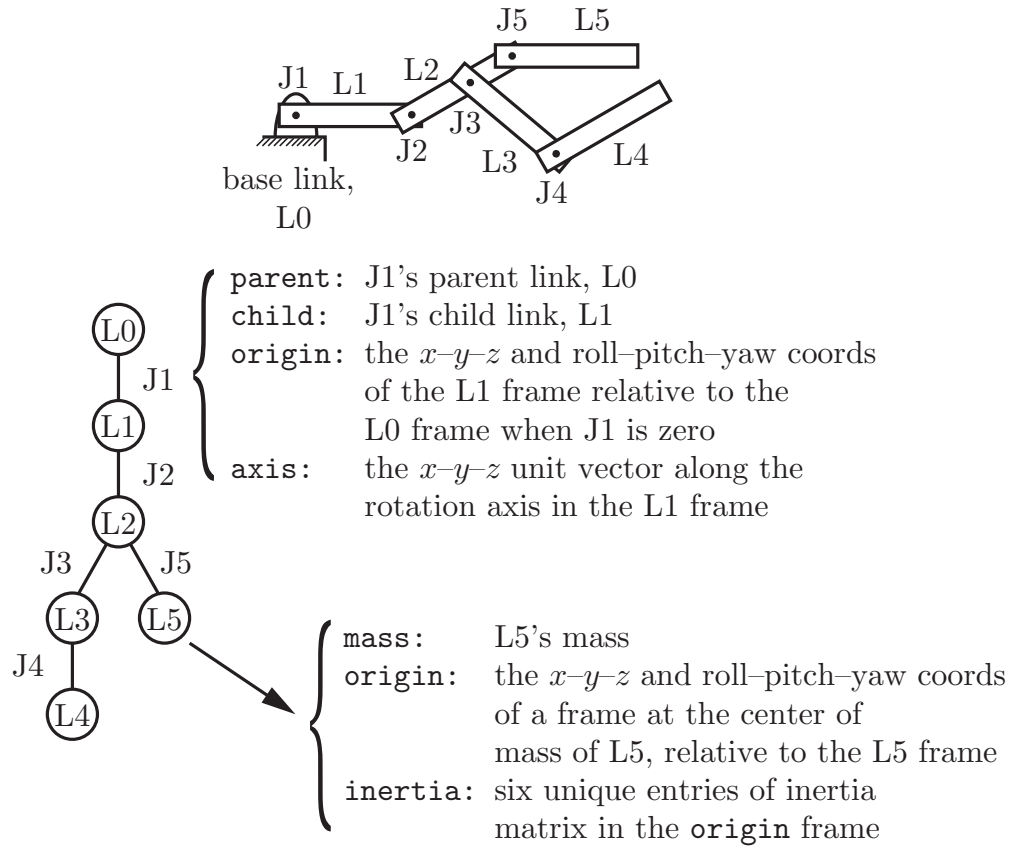 J5 L5
J1 L1 L2
J3
J2 L3 L4
J4
base link,
L0
parent: J1's parent link, L0
child: J1's child link, L1
origin: the x–y–z and roll–pitch–yaw coords
of the L1 frame relative to the
L0 frame when J1 is zero
axis: the x–y–z unit vector along the
rotation axis in the L1 frame
L0
J1
L1
J2
L2
J3 J5
L3 L5
J4
L4
mass: L5's mass
origin: the x–y–z and roll–pitch–yaw coords
of a frame at the center of
mass of L5, relative to the L5 frame
inertia: six unique entries of inertia
matrix in the origin frame